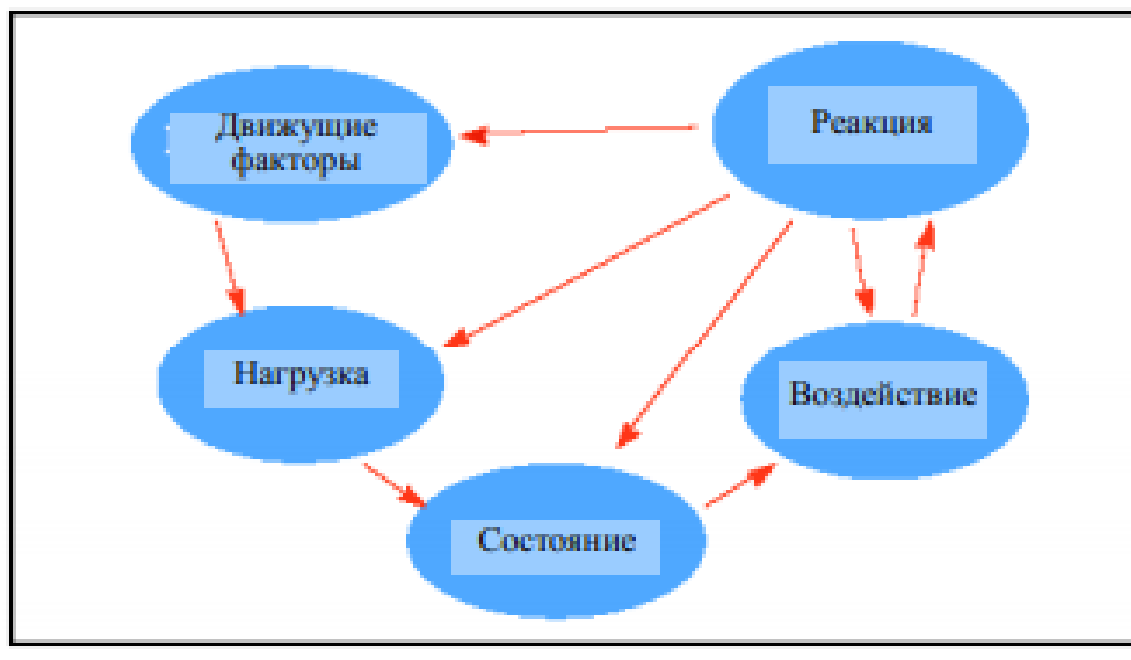 Движущие
факторы
Реакция
Нагрузка
Воздействие
Состояние